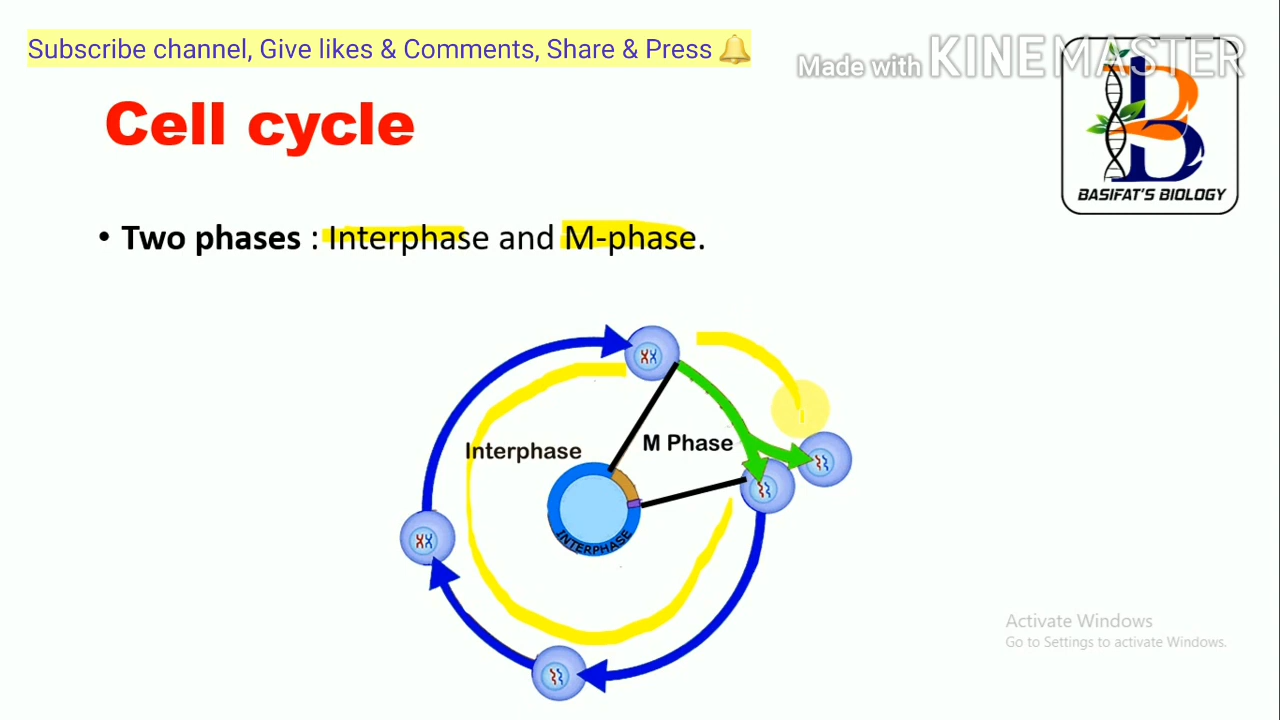 Subscribe channel, Give likes & Comments, Share & Press 🔔
Made with KINEMASTER
Cell cycle
BASIFAT'S BIOLOGY
• Two phases : Interphase and M-phase.
Interphase
M Phase
INTERPHASE
Activate Windows
Go to Settings to activate Windows.